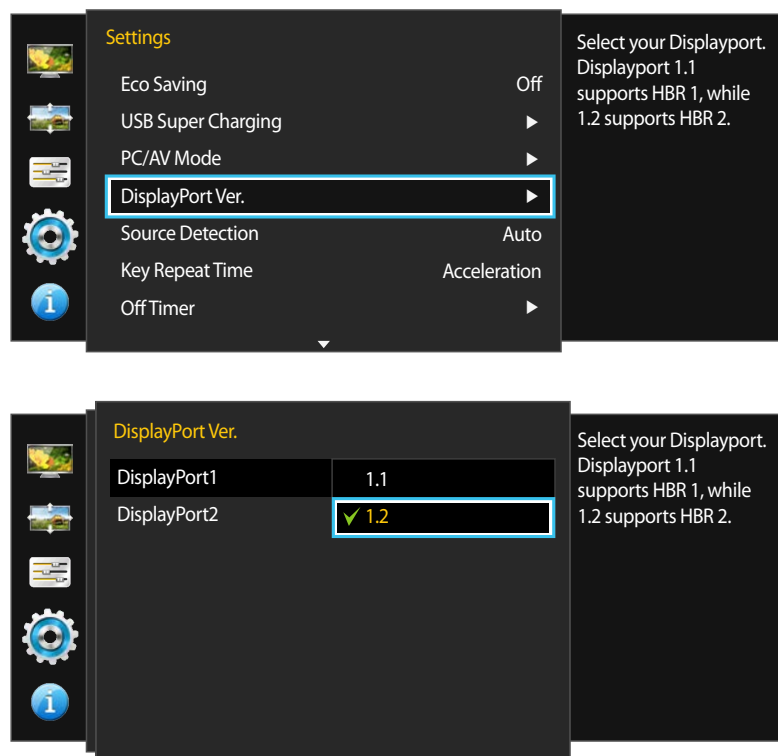 Settings
Eco Saving Off
USB Super Charging
PC/AV Mode
DisplayPort Ver.
Source Detection Auto
Key Repeat Time Acceleration
Off Timer
Select your Displayport.
Displayport 1.1
supports HBR 1, while
1.2 supports HBR 2.
DisplayPort Ver.
DisplayPort1 1.1
DisplayPort2 1.2
Select your Displayport.
Displayport 1.1
supports HBR 1, while
1.2 supports HBR 2.